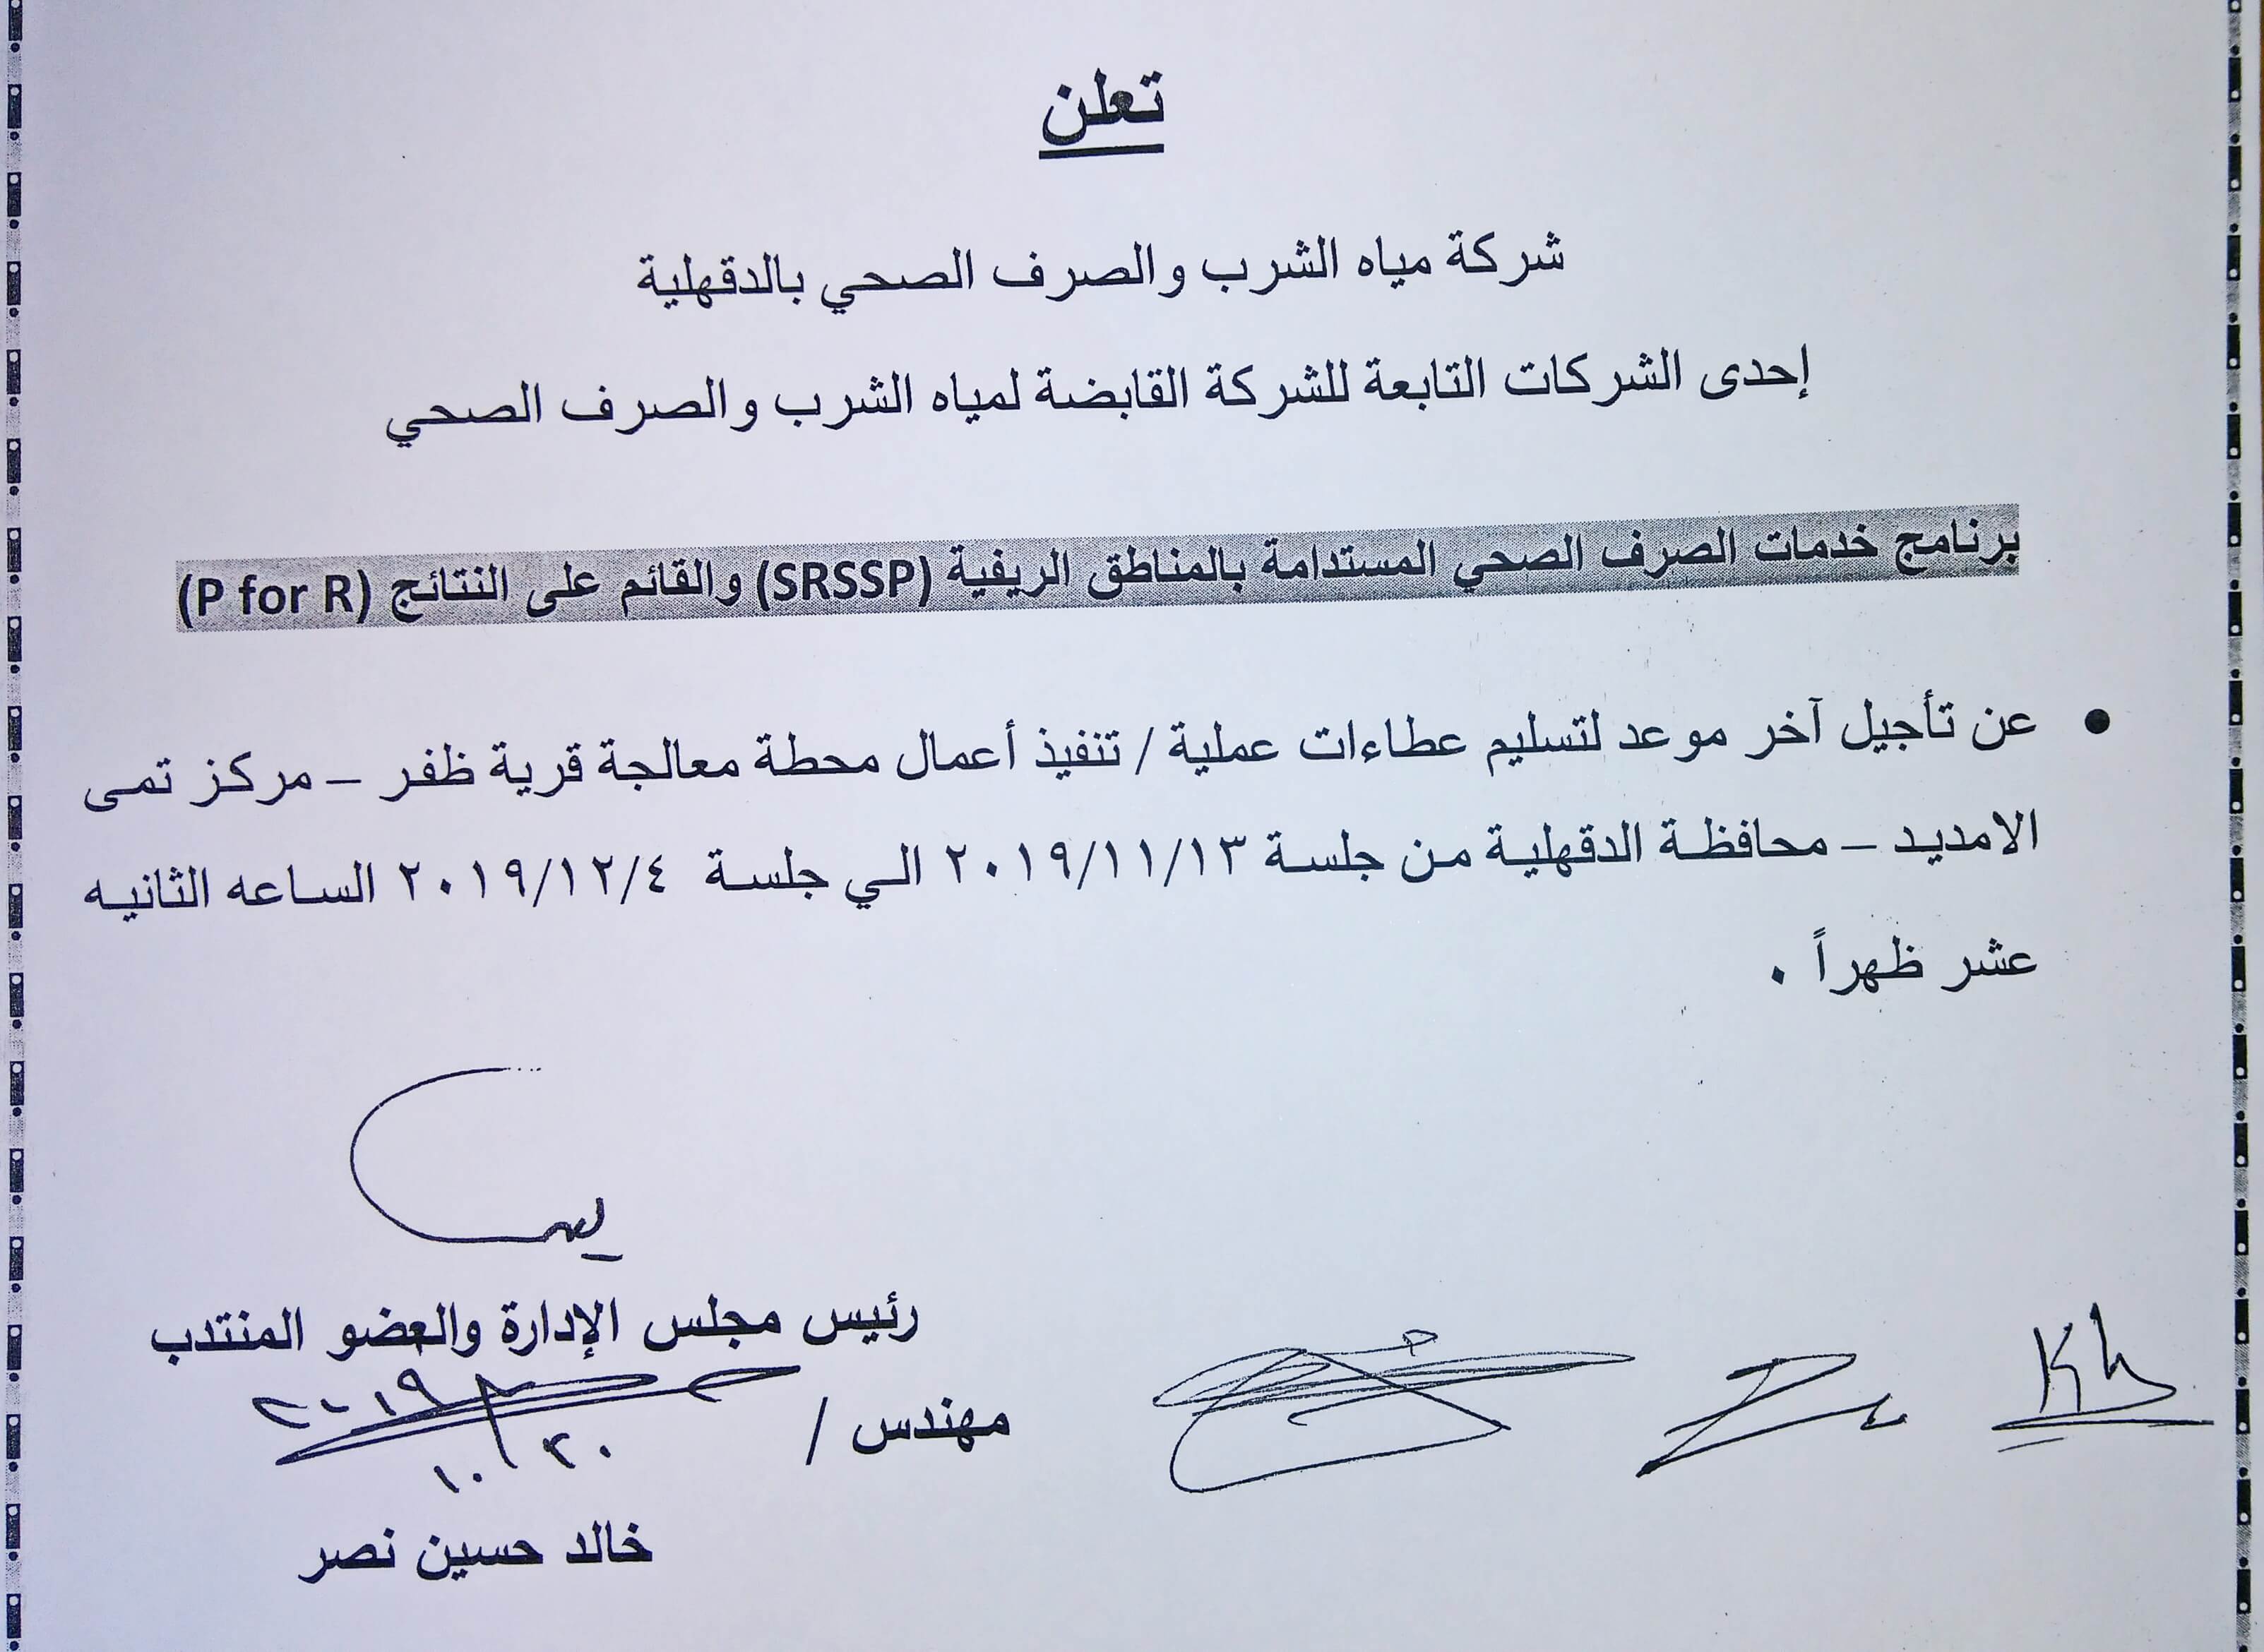 تعلن
شركة مياه الشرب والصرف الصحي بالدقهلية
إحدى الشركات التابعة للشركة القابضة لمياه الشرب والصرف الصحي
برنامج خدمات الصرف الصحي المستدامة بالمناطق الريفية (SRSSP) والقائم على النتائج (P for R)
• عن تأجيل آخر موعد لتسليم عطاءات عملية / تنفيذ أعمال محطة معالجة قرية ظفر – مركز تمى
الامديد – محافظة الدقهلية من جلسة ٢٠١٩/١١/١٣ الي جلسة ٢٠١٩/١٢/٤ الساعه الثانيه
عشر ظهراً .
رئيس مجلس الإدارة والعضو المنتدب
٢٠١٩
مهندس /
١٠/٣٠
خالد حسين نصر